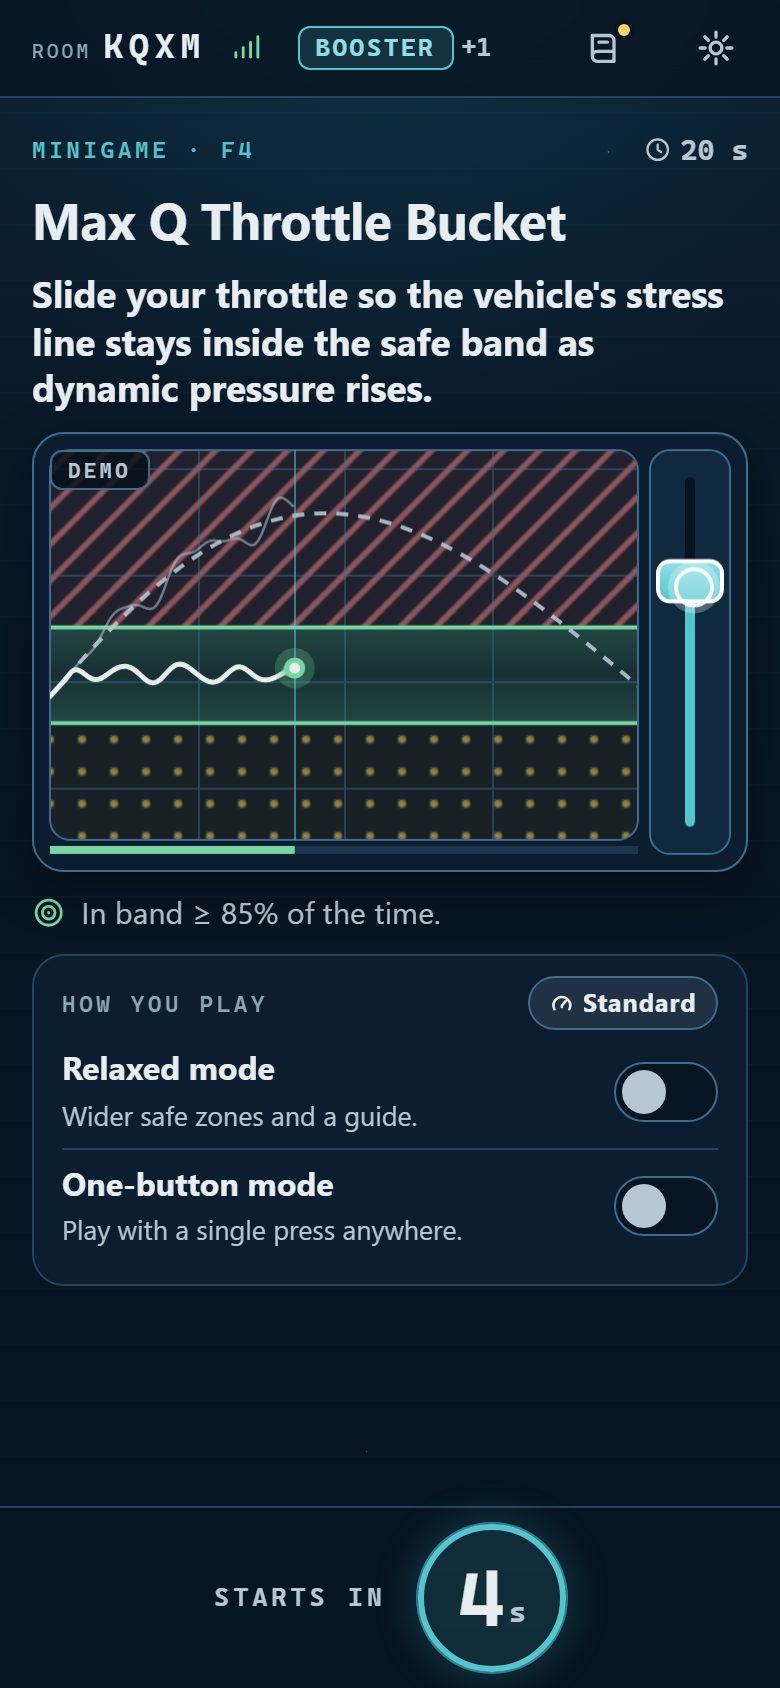 ROOM KQXM BOOSTER +1
MINIGAME · F4 20 s
Max Q Throttle Bucket
Slide your throttle so the vehicle's stress
line stays inside the safe band as
dynamic pressure rises.
DEMO
In band ≥ 85% of the time.
HOW YOU PLAY Standard
Relaxed mode
Wider safe zones and a guide.
One-button mode
Play with a single press anywhere.
STARTS IN 4s